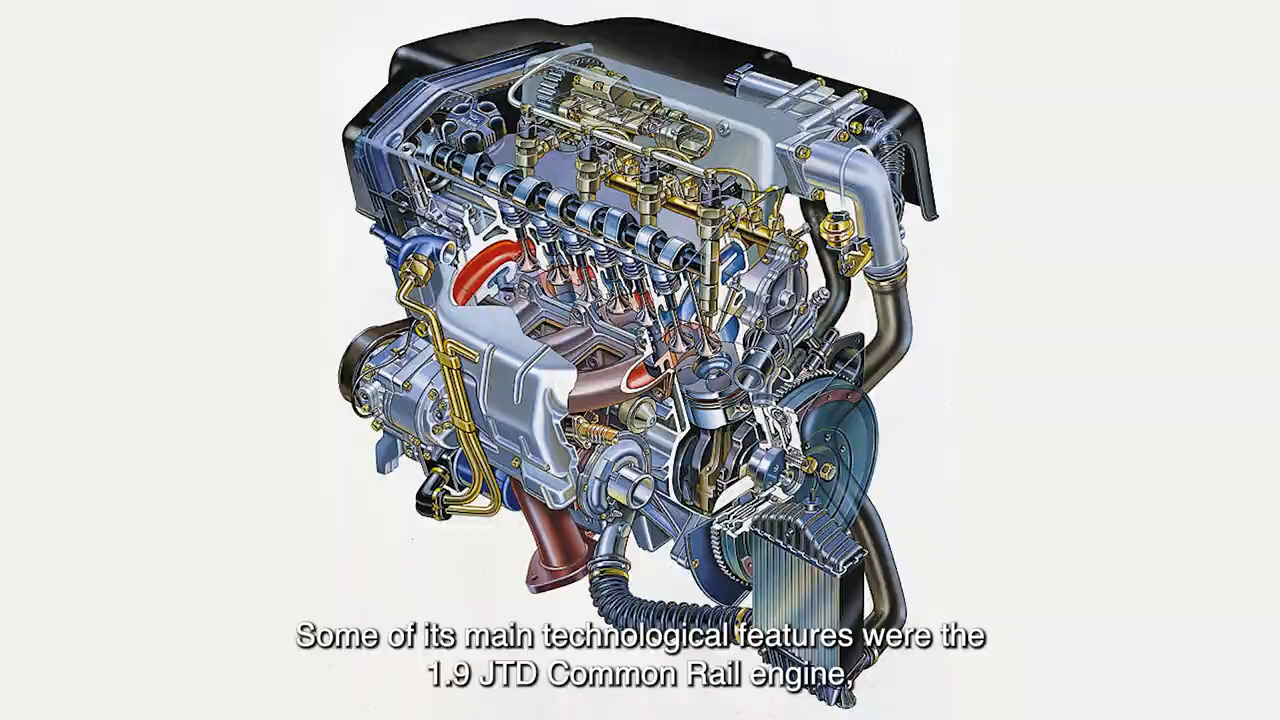 Some of its main technological features were the
1.9 JTD Common Rail engine,